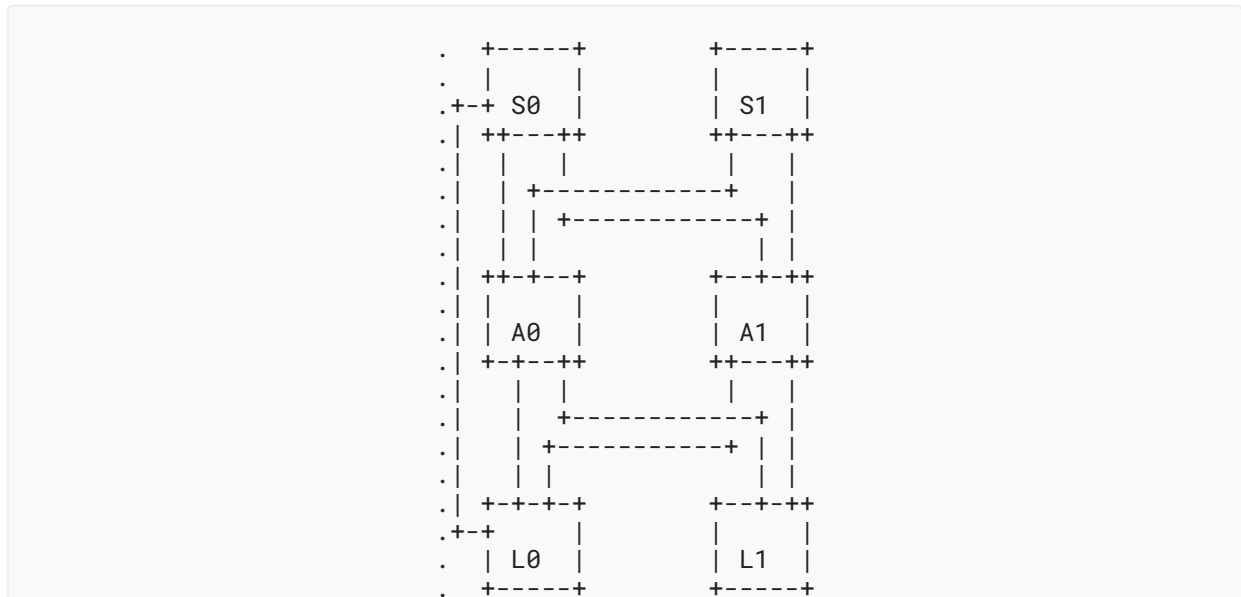 .  +-----+        +-----+
.  |     |        |     |
.+-+ S0  |        | S1  |
.| ++---++        ++---++
.|  |   |          |   |
.|  | +------------+   |
.|  | | +------------+ |
.|  | |              | |
.| ++-+--+        +--+-++
.| |     |        |     |
.| | A0  |        | A1  |
.| +-+--++        ++---++
.|   |  |          |   |
.|   |  +------------+ |
.|   | +-----------+ | |
.|   | |             | |
.| +-+-+-+        +--+-++
.+-+     |        |     |
.  | L0  |        | L1  |
.  +-----+        +-----+